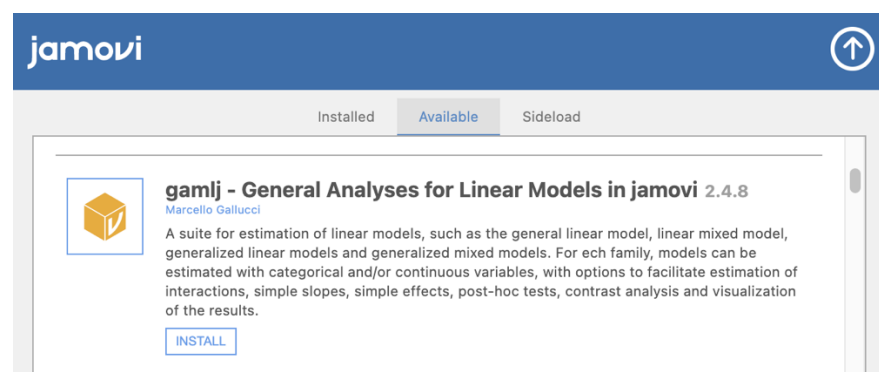 jamovi
Installed Available Sideload
gamlj - General Analyses for Linear Models in jamovi 2.4.8
Marcello Gallucci
A suite for estimation of linear models, such as the general linear model, linear mixed model,
generalized linear models and generalized mixed models. For ech family, models can be
estimated with categorical and/or continuous variables, with options to facilitate estimation of
interactions, simple slopes, simple effects, post-hoc tests, contrast analysis and visualization
of the results.
INSTALL